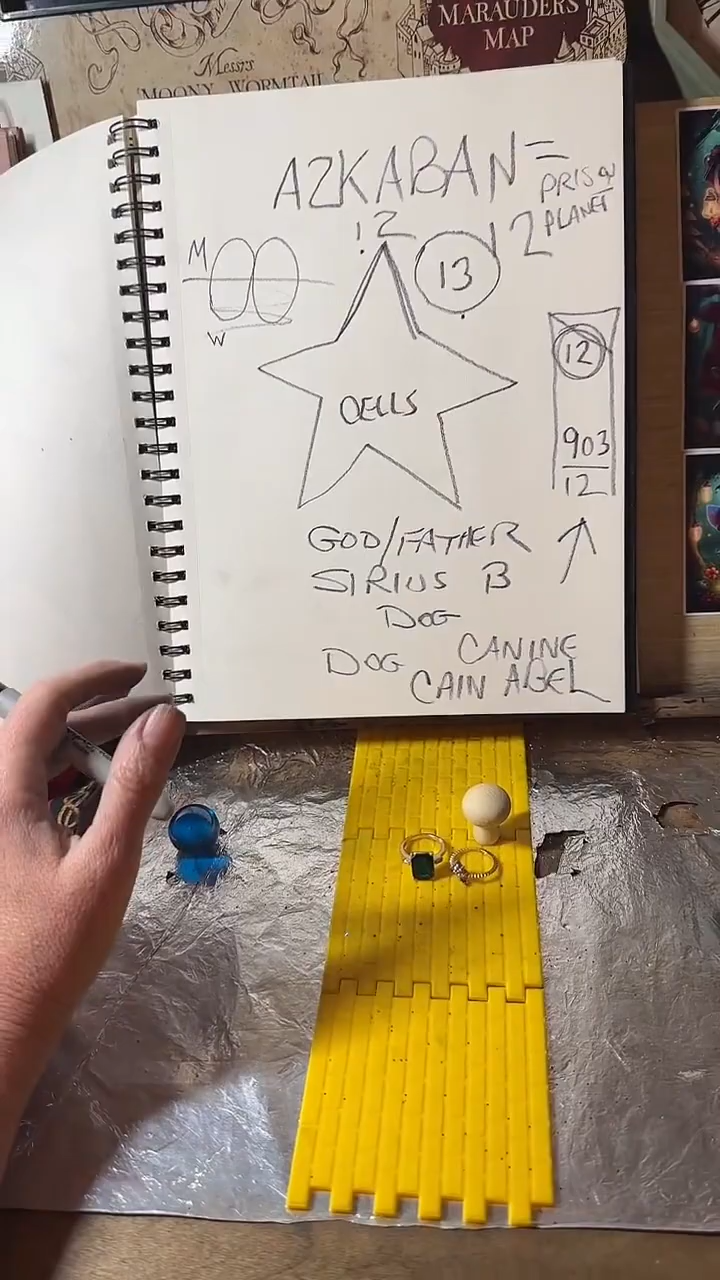 MARAUDER'S
MAP
Messrs
MOONY WORMTAIL
AZKABAN =
PRISON
PLANET
12
12
M
13
W
12
CELLS
903
12
GOD/FATHER
SIRIUS B
DOG
DOG
CANINE
CAIN ABEL